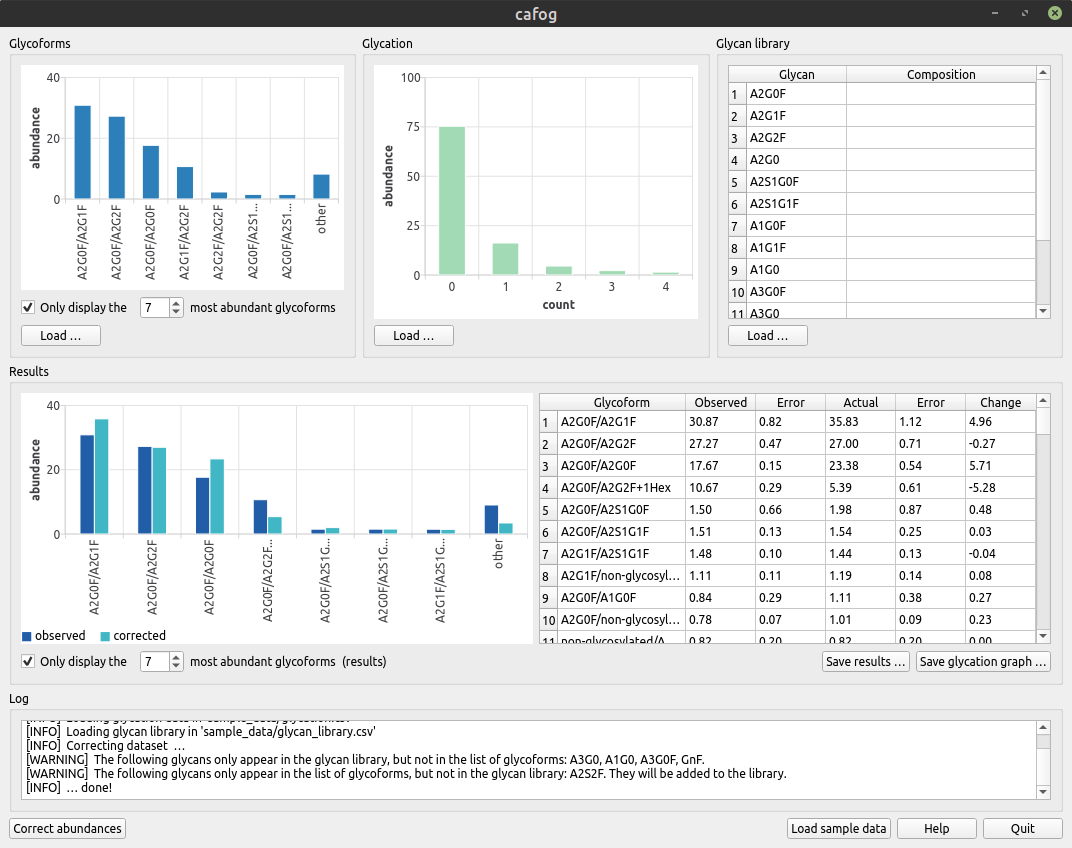 cafog
Glycoforms
40
20
0
abundance
A2G0F/A2G1F
A2G0F/A2G2F
A2G0F/A2G0F
A2G1F/A2G2F
A2G2F/A2G2F
A2G0F/A2S1...
A2G0F/A2S1...
other
Only display the 7 most abundant glycoforms
Load ...
Glycation
100
75
50
25
0
abundance
0 1 2 3 4
count
Load ...
Glycan library
Glycan Composition
1 A2G0F
2 A2G1F
3 A2G2F
4 A2G0
5 A2S1G0F
6 A2S1G1F
7 A1G0F
8 A1G1F
9 A1G0
10 A3G0F
11 A3G0
Load ...
Results
40
20
0
abundance
A2G0F/A2G1F
A2G0F/A2G2F
A2G0F/A2G0F
A2G0F/A2G2F...
A2G0F/A2S1G...
A2G0F/A2S1G...
A2G1F/A2S1G...
other
observed corrected
Only display the 7 most abundant glycoforms (results)
Glycoform Observed Error Actual Error Change
1 A2G0F/A2G1F 30.87 0.82 35.83 1.12 4.96
2 A2G0F/A2G2F 27.27 0.47 27.00 0.71 -0.27
3 A2G0F/A2G0F 17.67 0.15 23.38 0.54 5.71
4 A2G0F/A2G2F+1Hex 10.67 0.29 5.39 0.61 -5.28
5 A2G0F/A2S1G0F 1.50 0.66 1.98 0.87 0.48
6 A2G0F/A2S1G1F 1.51 0.13 1.54 0.25 0.03
7 A2G1F/A2S1G1F 1.48 0.10 1.44 0.13 -0.04
8 A2G1F/non-glycosyl... 1.11 0.11 1.19 0.14 0.08
9 A2G0F/A1G0F 0.84 0.29 1.11 0.38 0.27
10 A2G0F/non-glycosyl... 0.78 0.07 1.01 0.09 0.23
11 non-glycosylated/A... 0.82 0.20 0.82 0.20 0.00
Save results ... Save glycation graph ...
Log
[INFO] Loading glycation data in 'sample_data/glycation.csv'
[INFO] Loading glycan library in 'sample_data/glycan_library.csv'
[INFO] Correcting dataset ...
[WARNING] The following glycans only appear in the glycan library, but not in the list of glycoforms: A3G0, A1G0, A3G0F, GnF.
[WARNING] The following glycans only appear in the list of glycoforms, but not in the glycan library: A2S2F. They will be added to the library.
[INFO] ... done!
Correct abundances Load sample data Help Quit